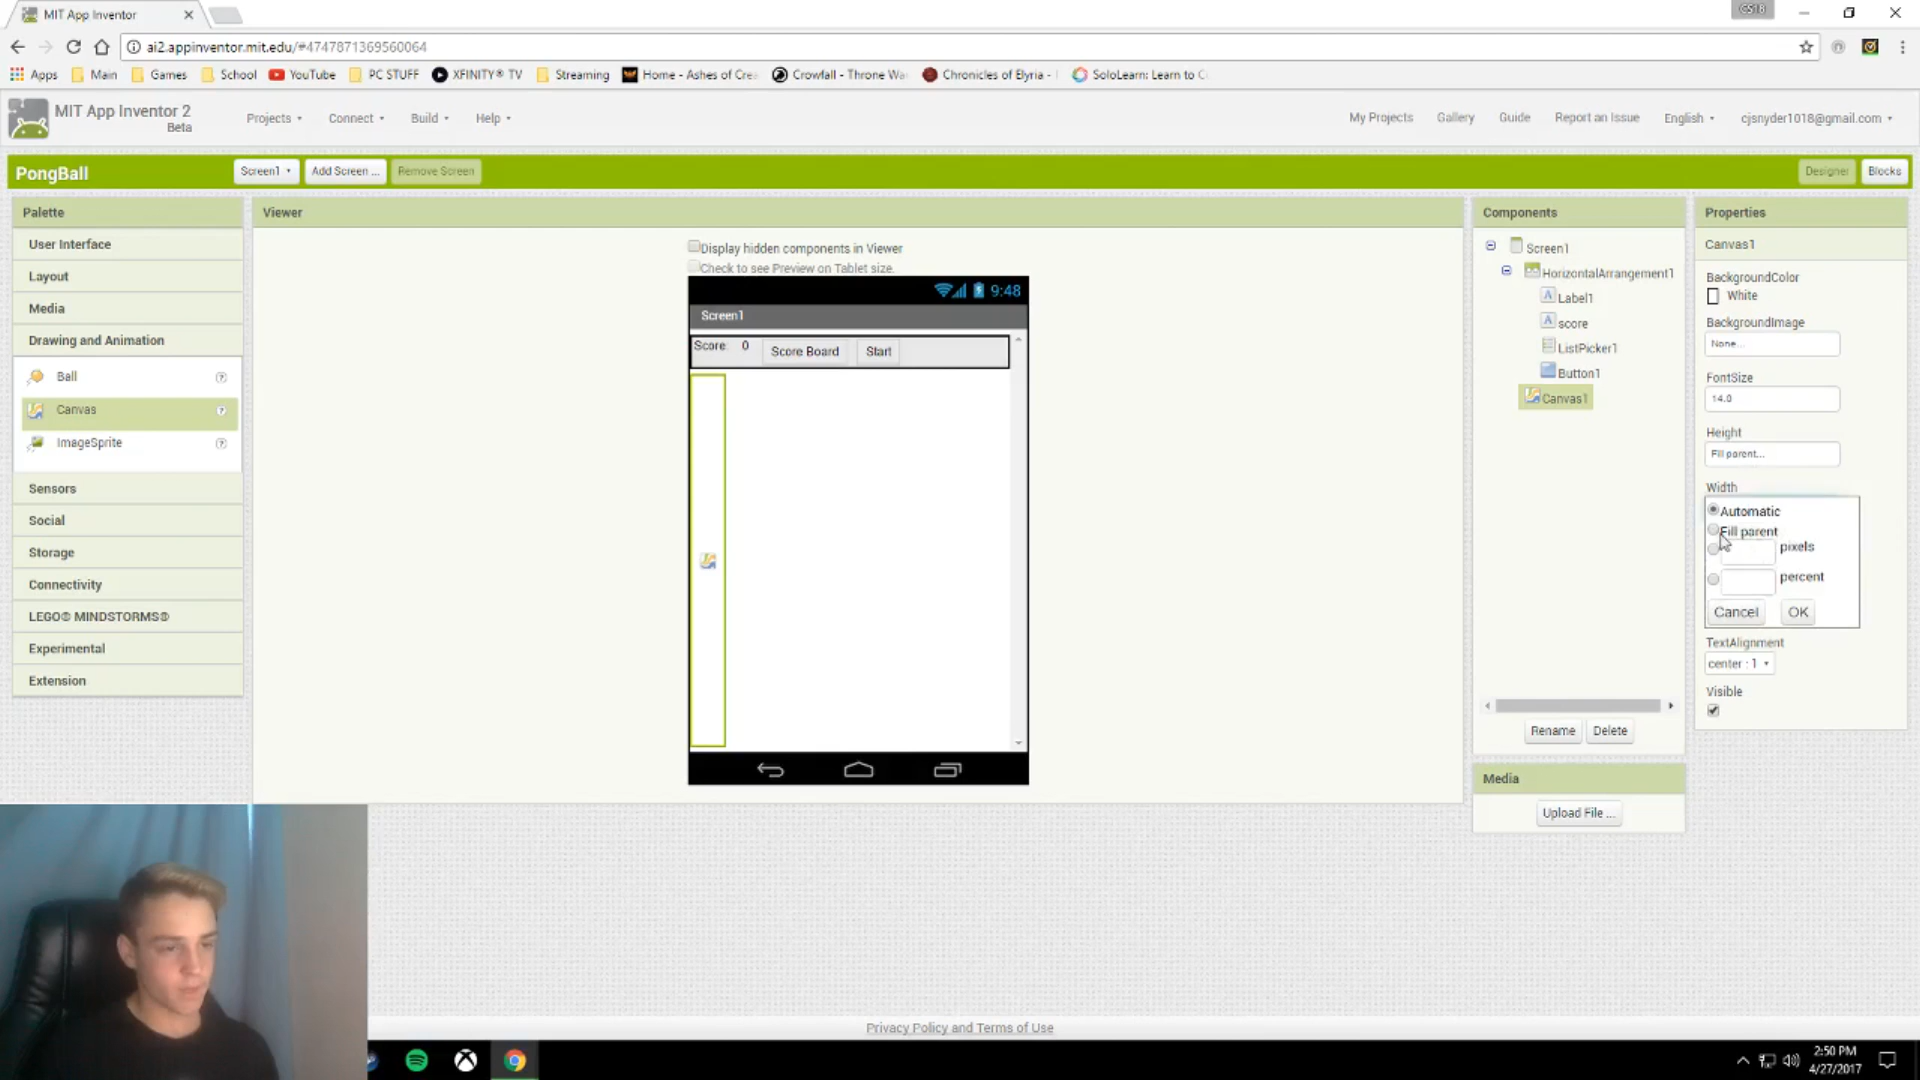 MIT App Inventor
CS18
ai2.appinventor.mit.edu/#4747871369560064
Apps Main Games School YouTube PC STUFF XFINITY® TV Streaming Home - Ashes of Crea Crowfall - Throne Wa Chronicles of Elyria - SoloLearn: Learn to C
MIT App Inventor 2
Beta
Projects Connect Build Help
My Projects Gallery Guide Report an Issue English cjsnyder1018@gmail.com
PongBall
Screen1 Add Screen ... Remove Screen
Designer Blocks
Palette
User Interface
Layout
Media
Drawing and Animation
Ball
Canvas
ImageSprite
Sensors
Social
Storage
Connectivity
LEGO® MINDSTORMS®
Experimental
Extension
Viewer
Display hidden components in Viewer
Check to see Preview on Tablet size.
9:48
Screen1
Score 0 Score Board Start
Components
Screen1
HorizontalArrangement1
Label1
score
ListPicker1
Button1
Canvas1
Rename Delete
Media
Upload File ...
Properties
Canvas1
BackgroundColor
White
BackgroundImage
None...
FontSize
14.0
Height
Fill parent...
Width
Automatic
Fill parent
pixels
percent
Cancel OK
TextAlignment
center : 1
Visible
Privacy Policy and Terms of Use
2:50 PM
4/27/2017